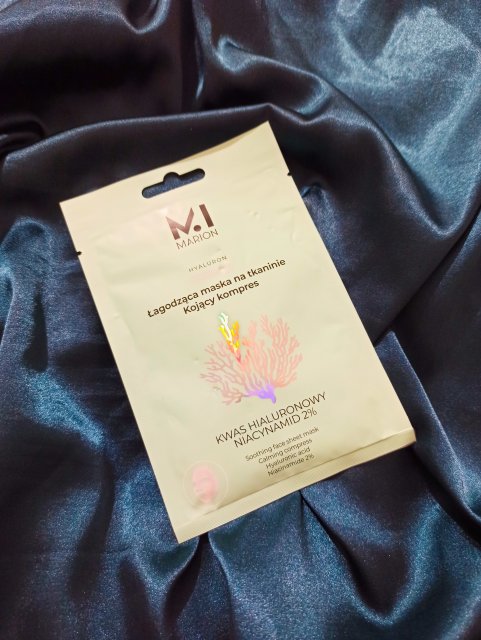 M.I
MARION
HYALURON
Łagodząca maska na tkaninie
Kojący kompres
KWAS HIALURONOWY
NIACYNAMID 2%
Soothing face sheet mask
Calming compress
Hyaluronic acid
Niacinamide 2%